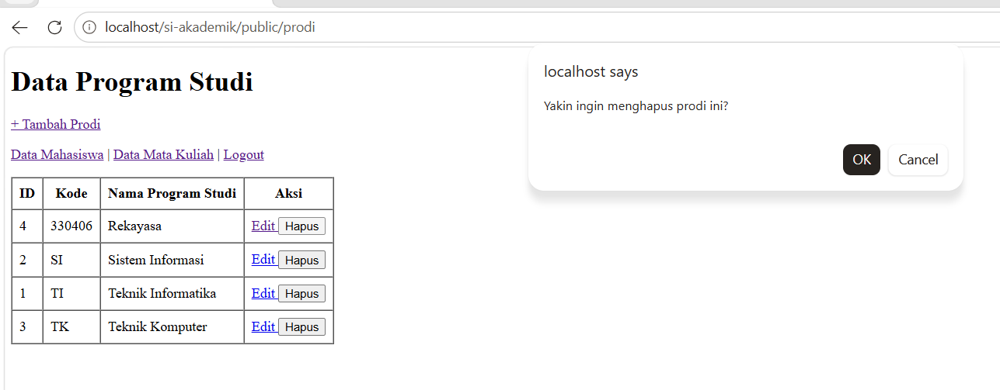 localhost/si-akademik/public/prodi
localhost says
Yakin ingin menghapus prodi ini?
OK Cancel
Data Program Studi
+ Tambah Prodi
Data Mahasiswa | Data Mata Kuliah | Logout
ID Kode Nama Program Studi Aksi
4 330406 Rekayasa Edit Hapus
2 SI Sistem Informasi Edit Hapus
1 TI Teknik Informatika Edit Hapus
3 TK Teknik Komputer Edit Hapus